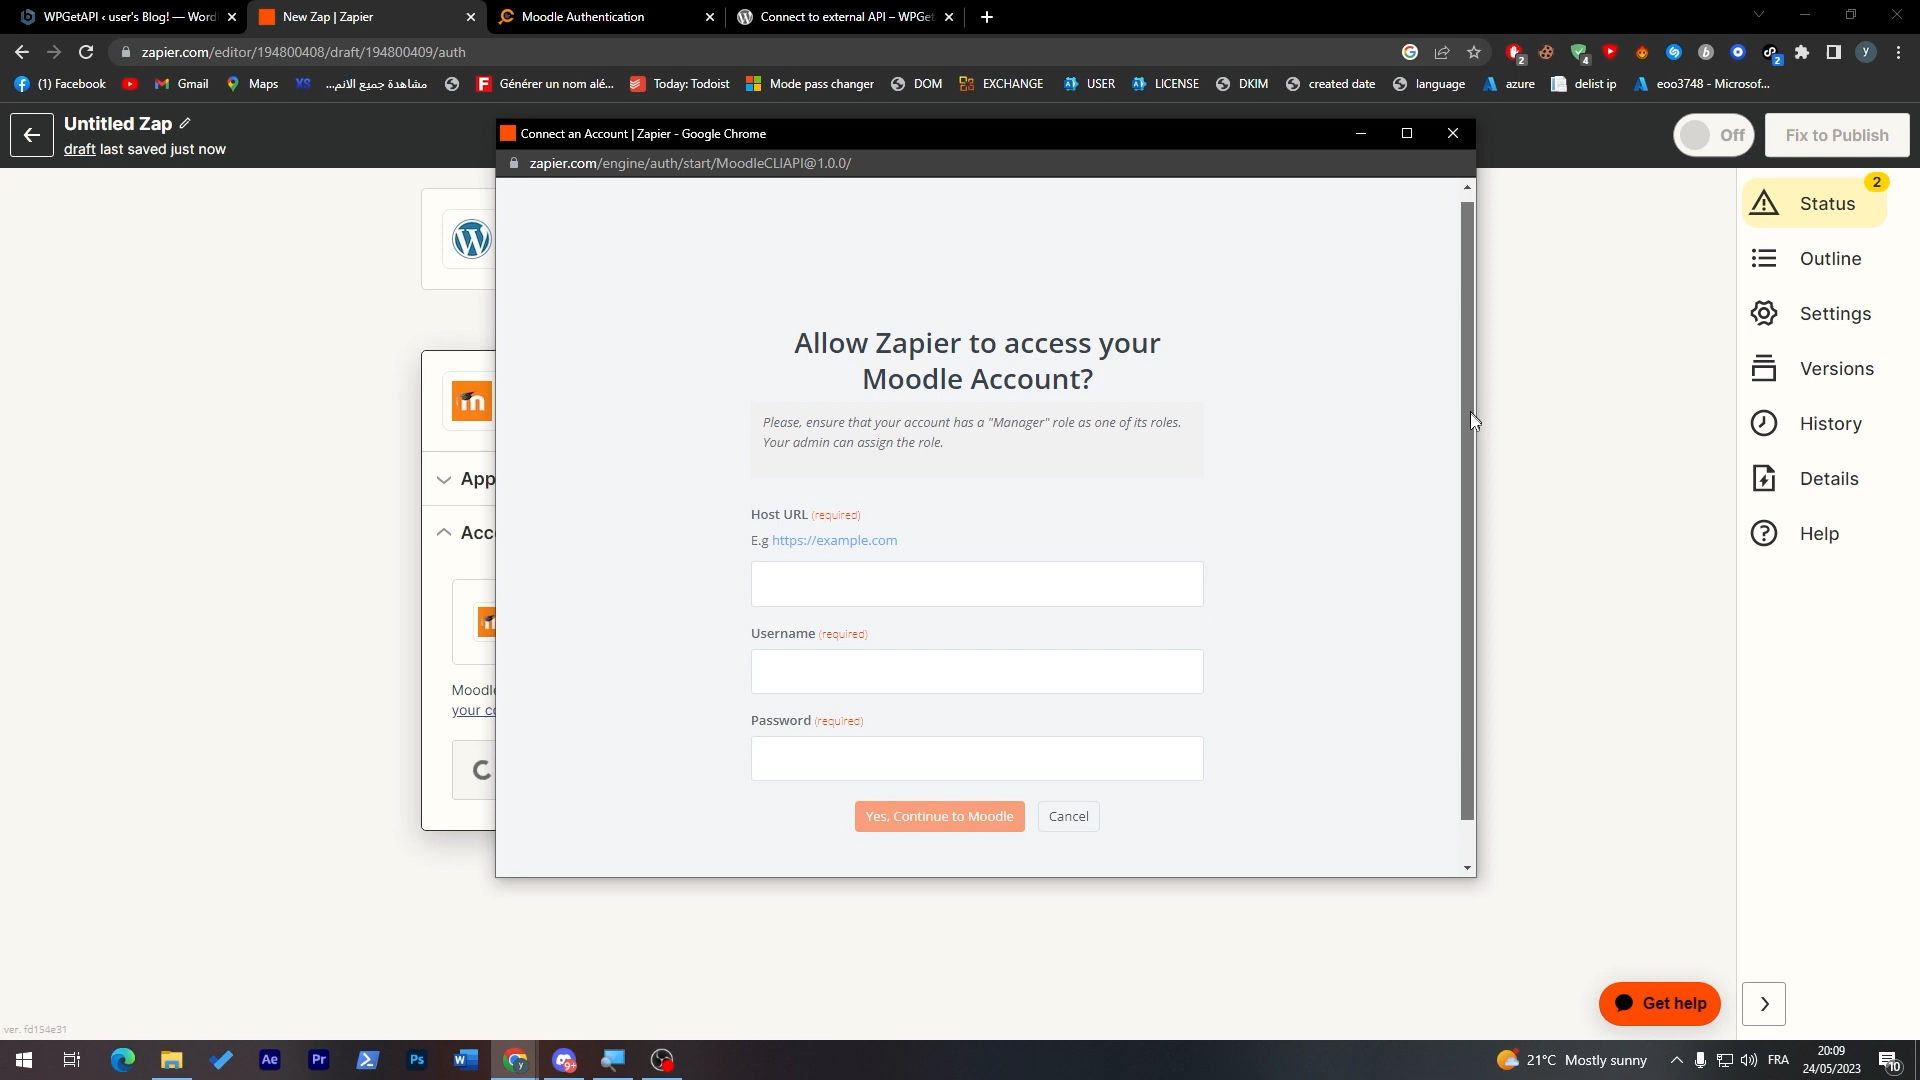 WPGetAPI ‹ user's Blog! — Word
New Zap | Zapier
Moodle Authentication
Connect to external API – WPGet
zapier.com/editor/194800408/draft/194800409/auth
(1) Facebook
Gmail
Maps
مشاهدة جميع الانم...
Générer un nom alé...
Today: Todoist
Mode pass changer
DOM
EXCHANGE
USER
LICENSE
DKIM
created date
language
azure
delist ip
eoo3748 - Microsof...
Untitled Zap
draft last saved just now
Off
Fix to Publish
Connect an Account | Zapier - Google Chrome
zapier.com/engine/auth/start/MoodleCLIAPI@1.0.0/
Allow Zapier to access your
Moodle Account?
Please, ensure that your account has a "Manager" role as one of its roles.
Your admin can assign the role.
Host URL (required)
E.g https://example.com
Username (required)
Password (required)
Yes, Continue to Moodle
Cancel
App
Acc
Moodle
your co
2
Status
Outline
Settings
Versions
History
Details
Help
Get help
ver. fd154e31
Ae
Pr
Ps
21°C Mostly sunny
FRA
20:09
24/05/2023
10